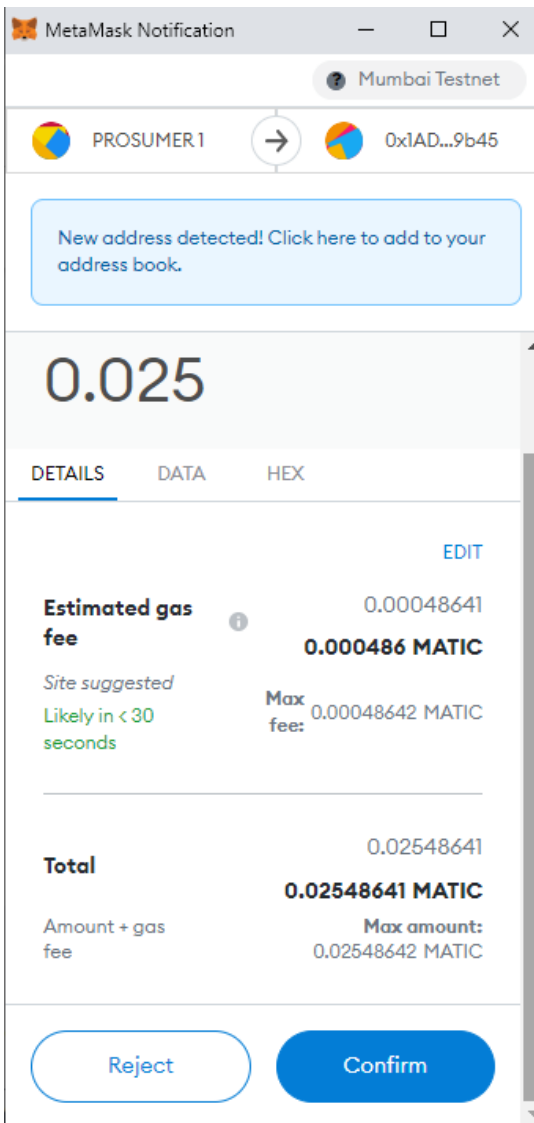 MetaMask Notification
Mumbai Testnet
PROSUMER 1
0x1AD...9b45
New address detected! Click here to add to your
address book.
0.025
DETAILS DATA HEX
EDIT
Estimated gas
fee
0.00048641
0.000486 MATIC
Site suggested
Likely in < 30
seconds
Max
fee:
0.00048642 MATIC
Total
0.02548641
0.02548641 MATIC
Amount + gas
fee
Max amount:
0.02548642 MATIC
Reject Confirm